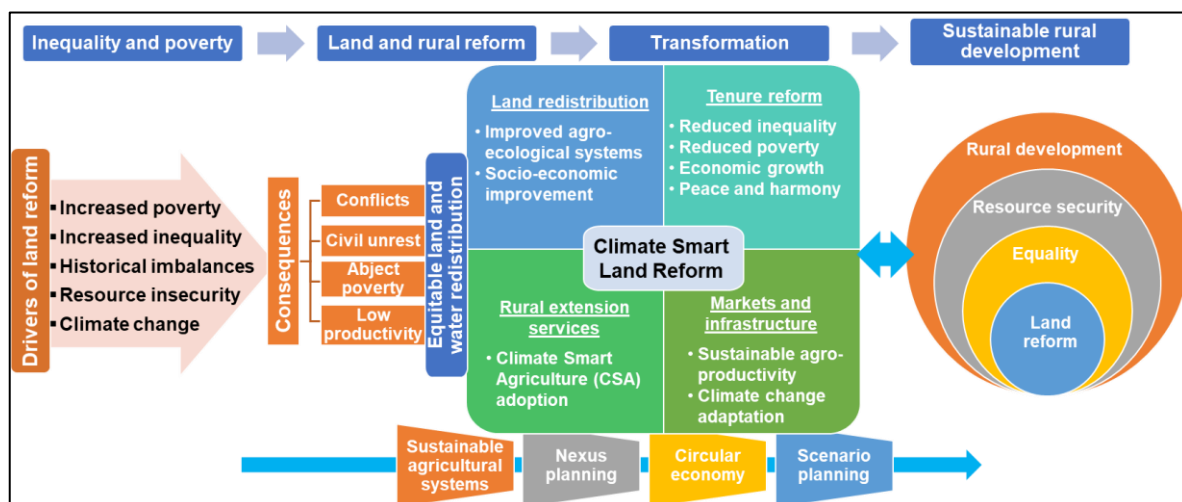 Inequality and poverty
Land and rural reform
Transformation
Sustainable rural
development
Drivers of land reform
▪ Increased poverty
▪ Increased inequality
▪ Historical imbalances
▪ Resource insecurity
▪ Climate change
Consequences
Conflicts
Civil unrest
Abject
poverty
Low
productivity
Equitable land and
water redistribution
Land redistribution
• Improved agro-
ecological systems
• Socio-economic
improvement
Tenure reform
• Reduced inequality
• Reduced poverty
• Economic growth
• Peace and harmony
Climate Smart
Land Reform
Rural extension
services
• Climate Smart
Agriculture (CSA)
adoption
Markets and
infrastructure
• Sustainable agro-
productivity
• Climate change
adaptation
Rural development
Resource security
Equality
Land
reform
Sustainable
agricultural
systems
Nexus
planning
Circular
economy
Scenario
planning